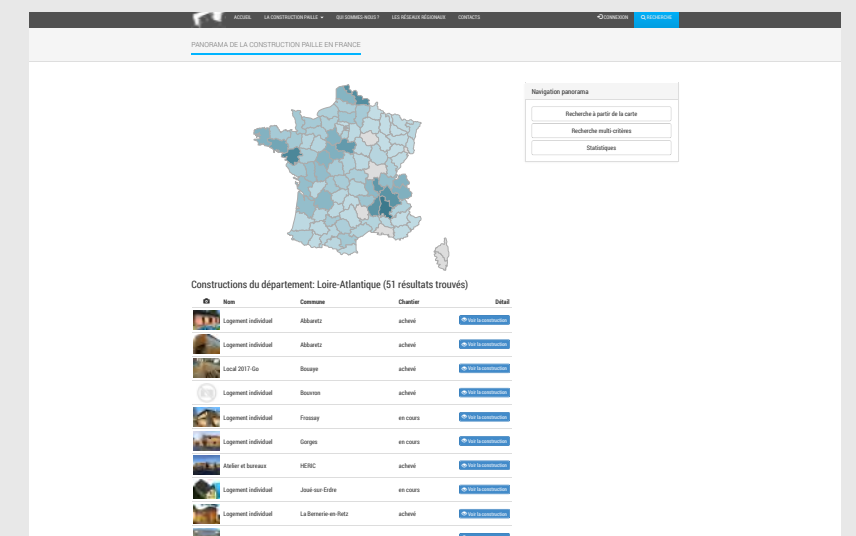 ACCUEIL LA CONSTRUCTION PAILLE QUI SOMMES-NOUS ? LES RÉSEAUX RÉGIONAUX CONTACTS CONNEXION RECHERCHE
PANORAMA DE LA CONSTRUCTION PAILLE EN FRANCE
Navigation panorama
Recherche à partir de la carte
Recherche multi-critères
Statistiques
Constructions du département: Loire-Atlantique (51 résultats trouvés)
Nom Commune Chantier Détail
Logement individuel Abbaretz achevé Voir la construction
Logement individuel Abbaretz achevé Voir la construction
Local 2017-Go Bouaye achevé Voir la construction
Logement individuel Bouvron achevé Voir la construction
Logement individuel Frossay en cours Voir la construction
Logement individuel Gorges en cours Voir la construction
Atelier et bureaux HERIC achevé Voir la construction
Logement individuel Joué-sur-Erdre en cours Voir la construction
Logement individuel La Bernerie-en-Retz achevé Voir la construction